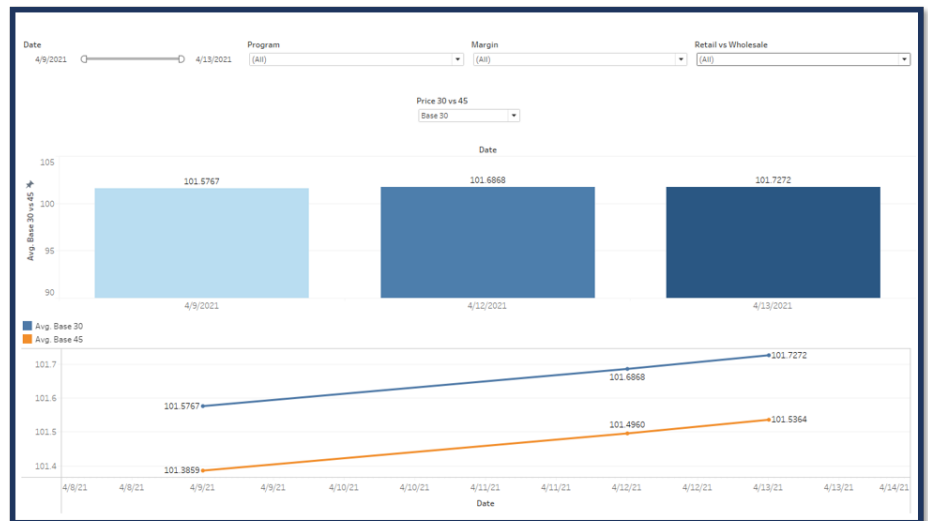 Date
Program
Margin
Retail vs Wholesale
4/9/2021
4/13/2021
(All)
(All)
(All)
Price 30 vs 45
Base 30
Date
105
100
95
90
Avg. Base 30 vs 45
101.5767
101.6868
101.7272
4/9/2021
4/12/2021
4/13/2021
Avg. Base 30
Avg. Base 45
101.7
101.6
101.5
101.4
101.5767
101.6868
101.7272
101.3859
101.4960
101.5364
4/8/21 4/8/21 4/9/21 4/9/21 4/10/21 4/10/21 4/11/21 4/11/21 4/12/21 4/12/21 4/13/21 4/13/21 4/14/21
Date